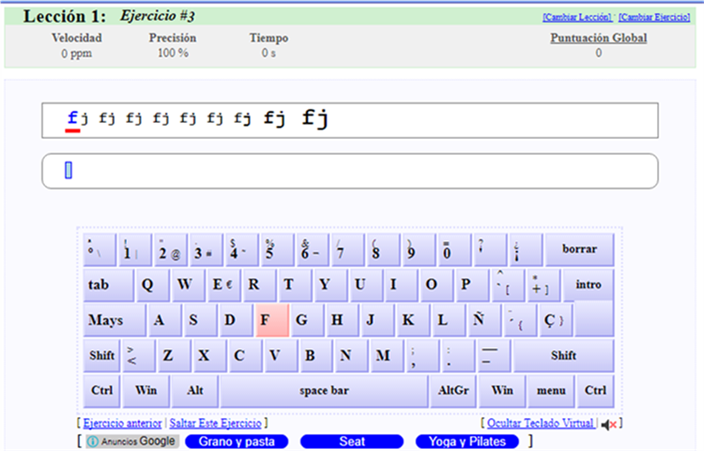 Lección 1: Ejercicio #3 [Cambiar Lección] · [Cambiar Ejercicio]
Velocidad Precisión Tiempo Puntuación Global
0 ppm 100 % 0 s 0
fj fj fj fj fj fj fj fj fj
º \ 1 | 2 @ 3 # $ 4 ~ % 5 & 6 ¬ / 7 ( 8 ) 9 = 0 ? ' ¿ ¡ borrar
tab Q W E € R T Y U I O P ^ ` [ * + ] intro
Mays A S D F G H J K L Ñ ¨ ´ { Ç }
Shift > < Z X C V B N M ; , : . — – Shift
Ctrl Win Alt space bar AltGr Win menu Ctrl
[ Ejercicio anterior | Saltar Este Ejercicio ] [ Ocultar Teclado Virtual | ]
[ Anuncios Google Grano y pasta Seat Yoga y Pilates ]